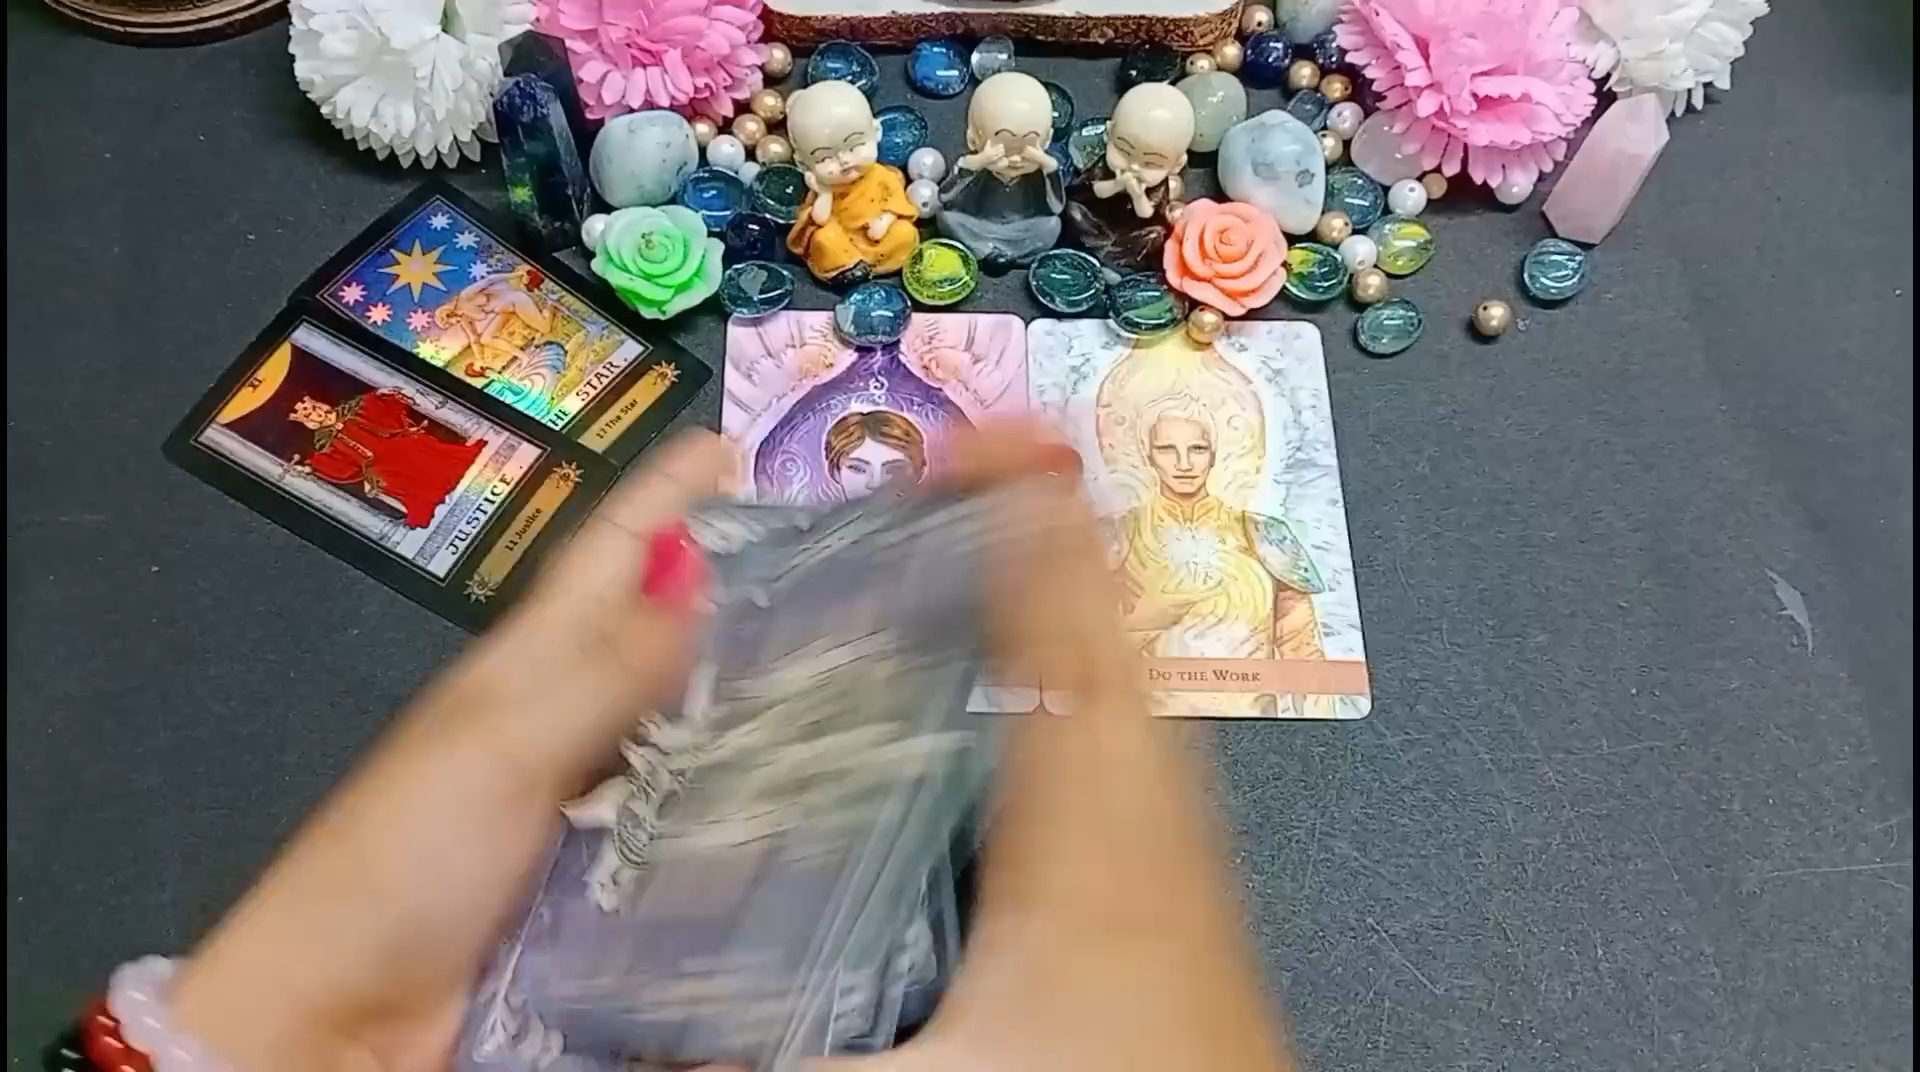 THE STAR
17 The Star
XI
JUSTICE
11 Justice
DO THE WORK